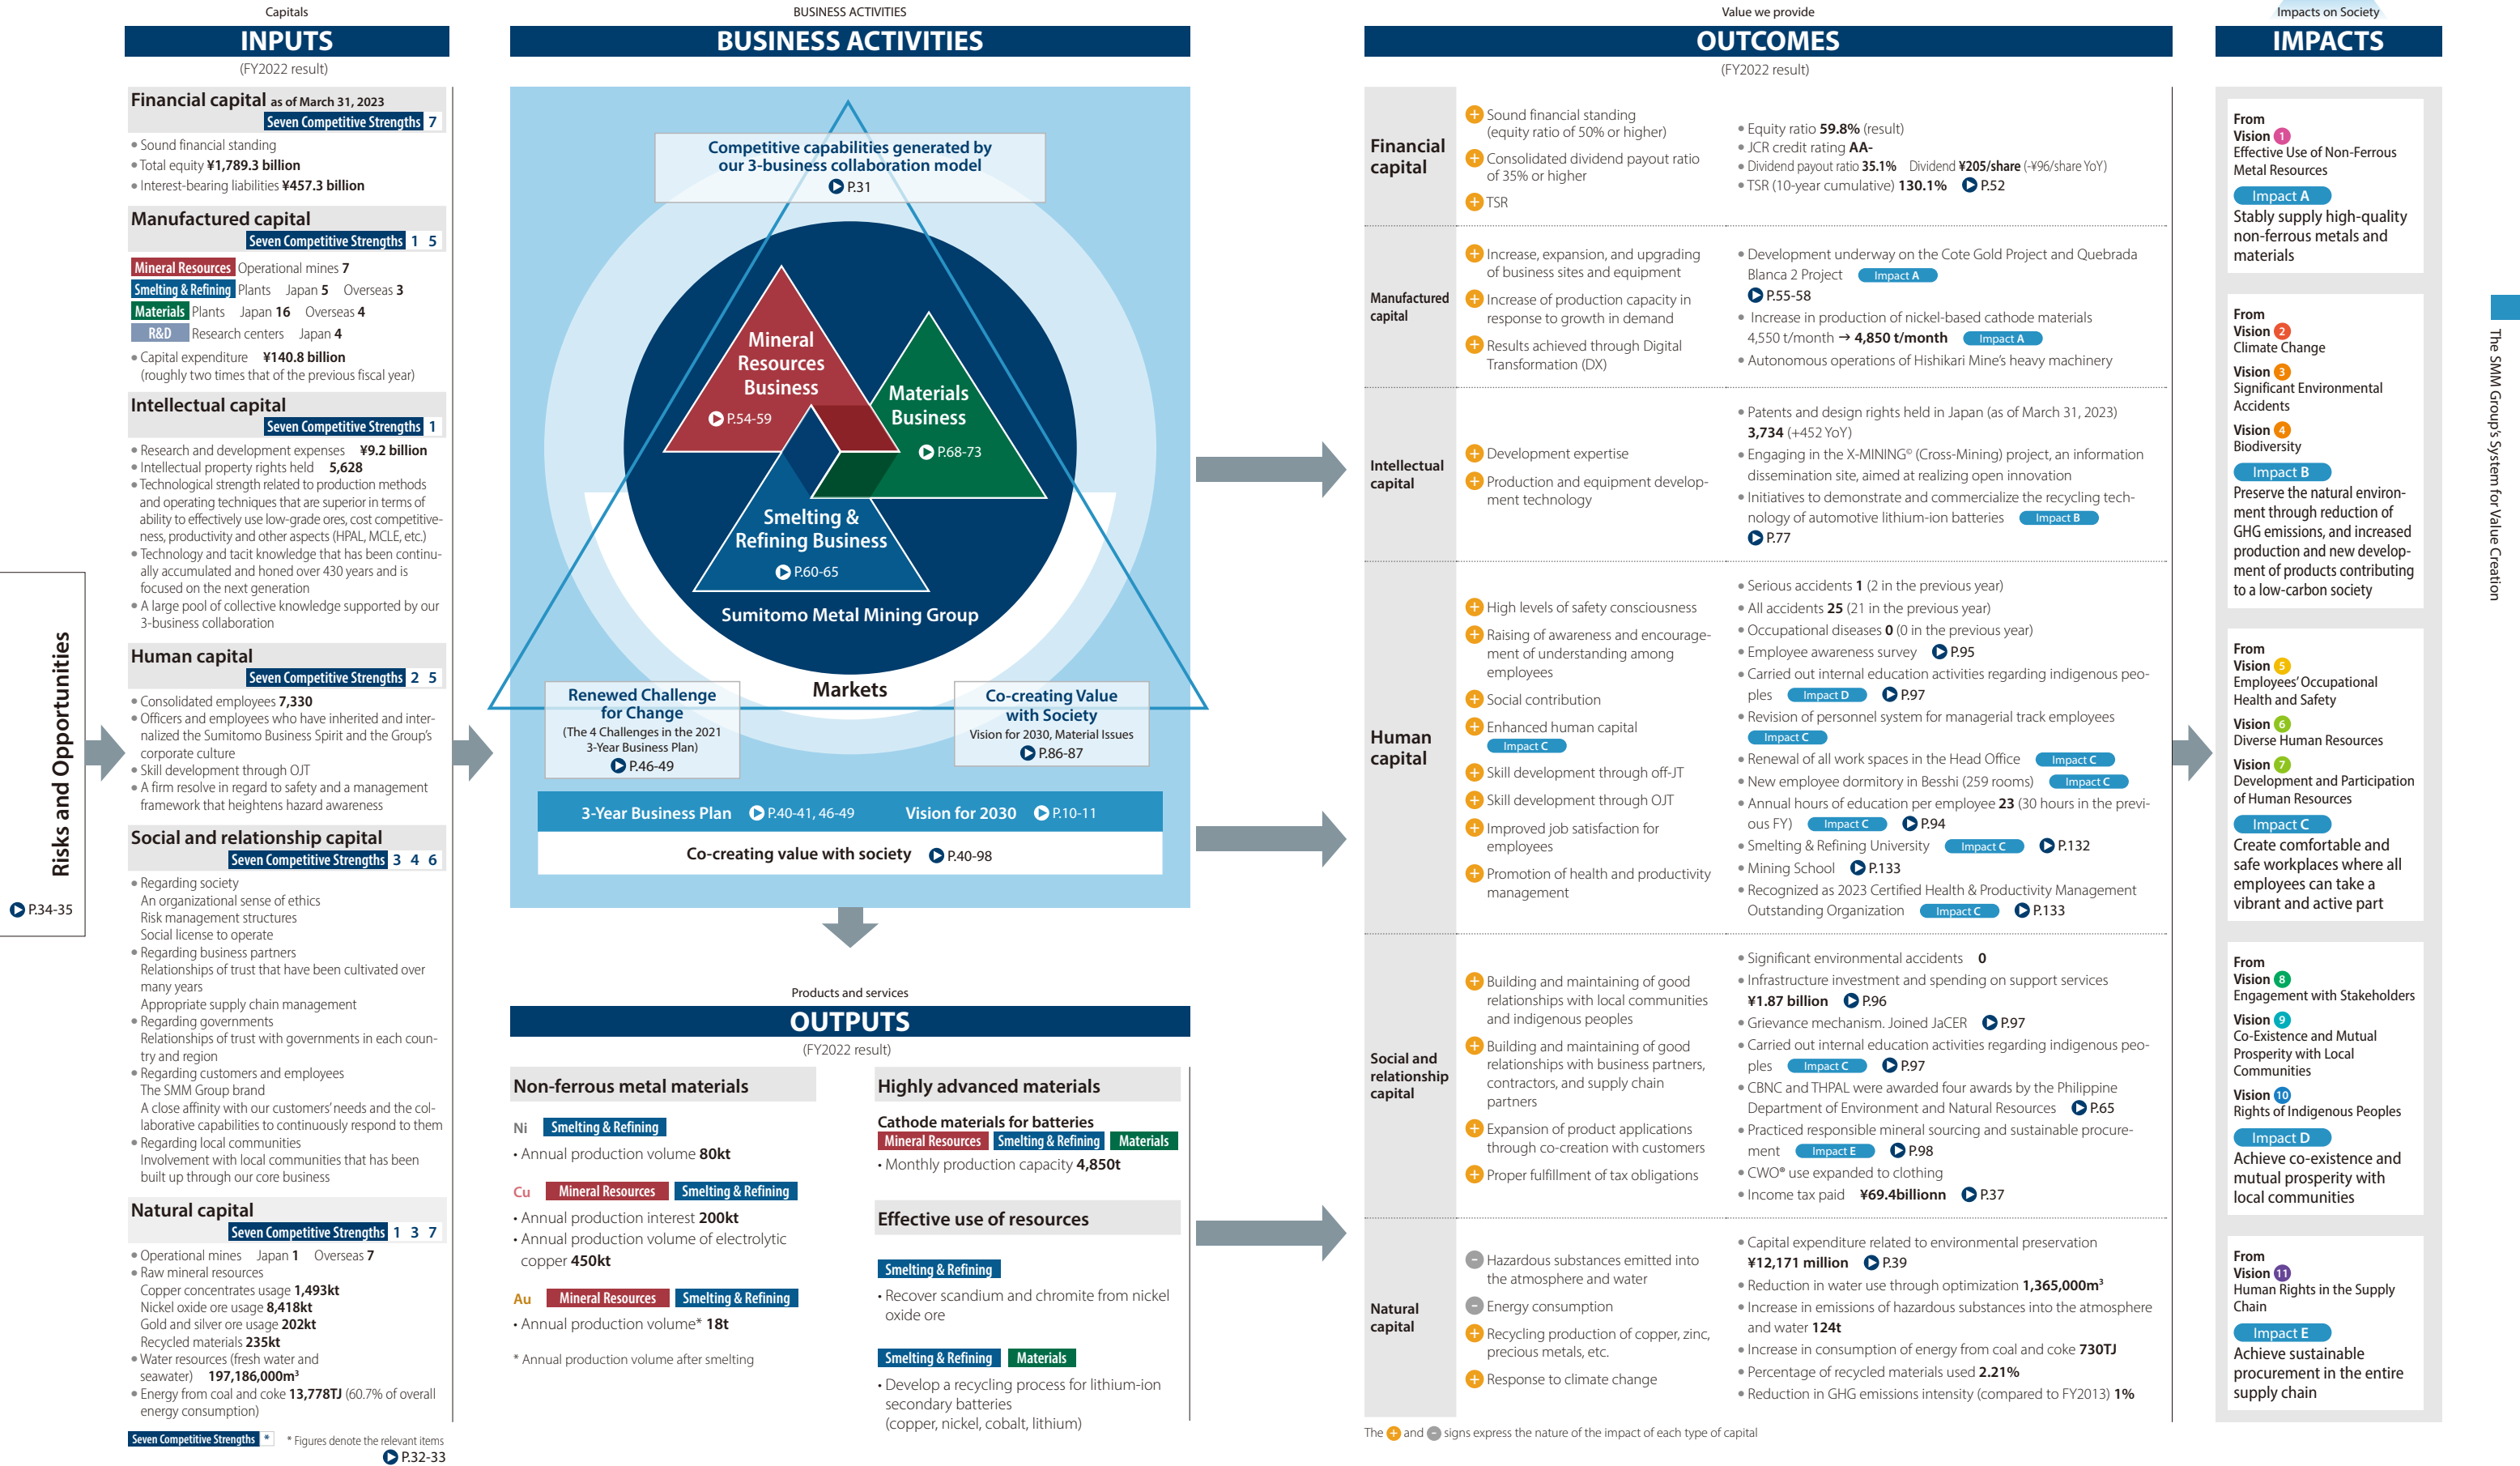 Capitals
INPUTS
(FY2022 result)
Financial capital as of March 31, 2023
Seven Competitive Strengths 7
• Sound financial standing
• Total equity ¥1,789.3 billion
• Interest-bearing liabilities ¥457.3 billion
Manufactured capital
Seven Competitive Strengths 1 5
Mineral Resources Operational mines 7
Smelting & Refining Plants Japan 5 Overseas 3
Materials Plants Japan 16 Overseas 4
R&D Research centers Japan 4
• Capital expenditure ¥140.8 billion
(roughly two times that of the previous fiscal year)
Intellectual capital
Seven Competitive Strengths 1
• Research and development expenses ¥9.2 billion
• Intellectual property rights held 5,628
• Technological strength related to production methods
and operating techniques that are superior in terms of
ability to effectively use low-grade ores, cost competitive-
ness, productivity and other aspects (HPAL, MCLE, etc.)
• Technology and tacit knowledge that has been continu-
ally accumulated and honed over 430 years and is
focused on the next generation
• A large pool of collective knowledge supported by our
3-business collaboration
Human capital
Seven Competitive Strengths 2 5
• Consolidated employees 7,330
• Officers and employees who have inherited and inter-
nalized the Sumitomo Business Spirit and the Group's
corporate culture
• Skill development through OJT
• A firm resolve in regard to safety and a management
framework that heightens hazard awareness
Social and relationship capital
Seven Competitive Strengths 3 4 6
• Regarding society
An organizational sense of ethics
Risk management structures
Social license to operate
• Regarding business partners
Relationships of trust that have been cultivated over
many years
Appropriate supply chain management
• Regarding governments
Relationships of trust with governments in each coun-
try and region
• Regarding customers and employees
The SMM Group brand
A close affinity with our customers' needs and the col-
laborative capabilities to continuously respond to them
• Regarding local communities
Involvement with local communities that has been
built up through our core business
Natural capital
Seven Competitive Strengths 1 3 7
• Operational mines Japan 1 Overseas 7
• Raw mineral resources
Copper concentrates usage 1,493kt
Nickel oxide ore usage 8,418kt
Gold and silver ore usage 202kt
Recycled materials 235kt
• Water resources (fresh water and
seawater) 197,186,000m³
• Energy from coal and coke 13,778TJ (60.7% of overall
energy consumption)
Seven Competitive Strengths * * Figures denote the relevant items
P.32-33
Risks and Opportunities
P.34-35
BUSINESS ACTIVITIES
BUSINESS ACTIVITIES
Competitive capabilities generated by
our 3-business collaboration model
P.31
Mineral
Resources
Business
P.54-59
Materials
Business
P.68-73
Smelting &
Refining Business
P.60-65
Sumitomo Metal Mining Group
Markets
Renewed Challenge
for Change
(The 4 Challenges in the 2021
3-Year Business Plan)
P.46-49
Co-creating Value
with Society
Vision for 2030, Material Issues
P.86-87
3-Year Business Plan P.40-41, 46-49 Vision for 2030 P.10-11
Co-creating value with society P.40-98
Products and services
OUTPUTS
(FY2022 result)
Non-ferrous metal materials
Ni Smelting & Refining
• Annual production volume 80kt
Cu Mineral Resources Smelting & Refining
• Annual production interest 200kt
• Annual production volume of electrolytic
copper 450kt
Au Mineral Resources Smelting & Refining
• Annual production volume* 18t
* Annual production volume after smelting
Highly advanced materials
Cathode materials for batteries
Mineral Resources Smelting & Refining Materials
• Monthly production capacity 4,850t
Effective use of resources
Smelting & Refining
• Recover scandium and chromite from nickel
oxide ore
Smelting & Refining Materials
• Develop a recycling process for lithium-ion
secondary batteries
(copper, nickel, cobalt, lithium)
Value we provide
OUTCOMES
(FY2022 result)
Financial
capital
+ Sound financial standing
(equity ratio of 50% or higher)
+ Consolidated dividend payout ratio
of 35% or higher
+ TSR
• Equity ratio 59.8% (result)
• JCR credit rating AA-
• Dividend payout ratio 35.1% Dividend ¥205/share (-¥96/share YoY)
• TSR (10-year cumulative) 130.1% P.52
Manufactured
capital
+ Increase, expansion, and upgrading
of business sites and equipment
+ Increase of production capacity in
response to growth in demand
+ Results achieved through Digital
Transformation (DX)
• Development underway on the Cote Gold Project and Quebrada
Blanca 2 Project Impact A
P.55-58
• Increase in production of nickel-based cathode materials
4,550 t/month → 4,850 t/month Impact A
• Autonomous operations of Hishikari Mine's heavy machinery
Intellectual
capital
+ Development expertise
+ Production and equipment develop-
ment technology
• Patents and design rights held in Japan (as of March 31, 2023)
3,734 (+452 YoY)
• Engaging in the X-MINING© (Cross-Mining) project, an information
dissemination site, aimed at realizing open innovation
• Initiatives to demonstrate and commercialize the recycling tech-
nology of automotive lithium-ion batteries Impact B
P.77
Human
capital
+ High levels of safety consciousness
+ Raising of awareness and encourage-
ment of understanding among
employees
+ Social contribution
+ Enhanced human capital
Impact C
+ Skill development through off-JT
+ Skill development through OJT
+ Improved job satisfaction for
employees
+ Promotion of health and productivity
management
• Serious accidents 1 (2 in the previous year)
• All accidents 25 (21 in the previous year)
• Occupational diseases 0 (0 in the previous year)
• Employee awareness survey P.95
• Carried out internal education activities regarding indigenous peo-
ples Impact D P.97
• Revision of personnel system for managerial track employees
Impact C
• Renewal of all work spaces in the Head Office Impact C
• New employee dormitory in Besshi (259 rooms) Impact C
• Annual hours of education per employee 23 (30 hours in the previ-
ous FY) Impact C P.94
• Smelting & Refining University Impact C P.132
• Mining School P.133
• Recognized as 2023 Certified Health & Productivity Management
Outstanding Organization Impact C P.133
Social and
relationship
capital
+ Building and maintaining of good
relationships with local communities
and indigenous peoples
+ Building and maintaining of good
relationships with business partners,
contractors, and supply chain
partners
+ Expansion of product applications
through co-creation with customers
+ Proper fulfillment of tax obligations
• Significant environmental accidents 0
• Infrastructure investment and spending on support services
¥1.87 billion P.96
• Grievance mechanism. Joined JaCER P.97
• Carried out internal education activities regarding indigenous peo-
ples Impact C P.97
• CBNC and THPAL were awarded four awards by the Philippine
Department of Environment and Natural Resources P.65
• Practiced responsible mineral sourcing and sustainable procure-
ment Impact E P.98
• CWO® use expanded to clothing
• Income tax paid ¥69.4billionn P.37
Natural
capital
- Hazardous substances emitted into
the atmosphere and water
- Energy consumption
+ Recycling production of copper, zinc,
precious metals, etc.
+ Response to climate change
• Capital expenditure related to environmental preservation
¥12,171 million P.39
• Reduction in water use through optimization 1,365,000m³
• Increase in emissions of hazardous substances into the atmosphere
and water 124t
• Increase in consumption of energy from coal and coke 730TJ
• Percentage of recycled materials used 2.21%
• Reduction in GHG emissions intensity (compared to FY2013) 1%
The + and - signs express the nature of the impact of each type of capital
Impacts on Society
IMPACTS
From
Vision 1
Effective Use of Non-Ferrous
Metal Resources
Impact A
Stably supply high-quality
non-ferrous metals and
materials
From
Vision 2
Climate Change
Vision 3
Significant Environmental
Accidents
Vision 4
Biodiversity
Impact B
Preserve the natural environ-
ment through reduction of
GHG emissions, and increased
production and new develop-
ment of products contributing
to a low-carbon society
From
Vision 5
Employees' Occupational
Health and Safety
Vision 6
Diverse Human Resources
Vision 7
Development and Participation
of Human Resources
Impact C
Create comfortable and
safe workplaces where all
employees can take a
vibrant and active part
From
Vision 8
Engagement with Stakeholders
Vision 9
Co-Existence and Mutual
Prosperity with Local
Communities
Vision 10
Rights of Indigenous Peoples
Impact D
Achieve co-existence and
mutual prosperity with
local communities
From
Vision 11
Human Rights in the Supply
Chain
Impact E
Achieve sustainable
procurement in the entire
supply chain
The SMM Group's System for Value Creation